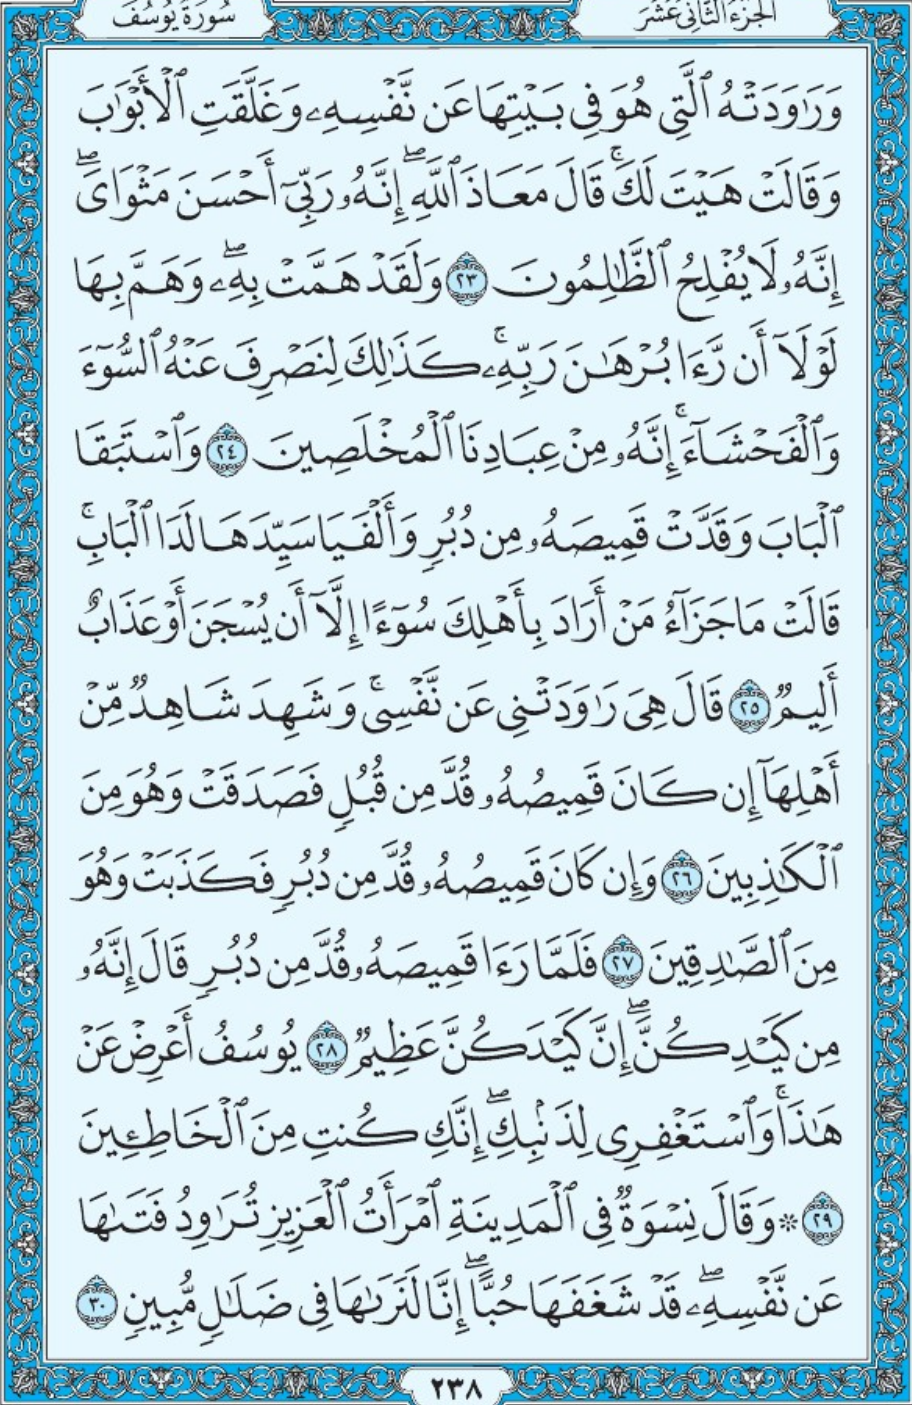 الجزء الثاني عشر
سورة يوسف
وَرَٰوَدَتْهُ ٱلَّتِي هُوَ فِي بَيْتِهَا عَن نَّفْسِهِۦ وَغَلَّقَتِ ٱلْأَبْوَٰبَ
وَقَالَتْ هَيْتَ لَكَ ۚ قَالَ مَعَاذَ ٱللَّهِ ۖ إِنَّهُۥ رَبِّيٓ أَحْسَنَ مَثْوَايَ ۖ
إِنَّهُۥ لَا يُفْلِحُ ٱلظَّٰلِمُونَ ٢٣ وَلَقَدْ هَمَّتْ بِهِۦ ۖ وَهَمَّ بِهَا
لَوْلَآ أَن رَّءَا بُرْهَٰنَ رَبِّهِۦ ۚ كَذَٰلِكَ لِنَصْرِفَ عَنْهُ ٱلسُّوٓءَ
وَٱلْفَحْشَآءَ ۚ إِنَّهُۥ مِنْ عِبَادِنَا ٱلْمُخْلَصِينَ ٢٤ وَٱسْتَبَقَا
ٱلْبَابَ وَقَدَّتْ قَمِيصَهُۥ مِن دُبُرٍ وَأَلْفَيَا سَيِّدَهَا لَدَا ٱلْبَابِ ۚ
قَالَتْ مَا جَزَآءُ مَنْ أَرَادَ بِأَهْلِكَ سُوٓءًا إِلَّآ أَن يُسْجَنَ أَوْ عَذَابٌ
أَلِيمٌ ٢٥ قَالَ هِيَ رَٰوَدَتْنِي عَن نَّفْسِي ۚ وَشَهِدَ شَاهِدٌ مِّنْ
أَهْلِهَآ إِن كَانَ قَمِيصُهُۥ قُدَّ مِن قُبُلٍ فَصَدَقَتْ وَهُوَ مِنَ
ٱلْكَٰذِبِينَ ٢٦ وَإِن كَانَ قَمِيصُهُۥ قُدَّ مِن دُبُرٍ فَكَذَبَتْ وَهُوَ
مِنَ ٱلصَّٰدِقِينَ ٢٧ فَلَمَّا رَءَا قَمِيصَهُۥ قُدَّ مِن دُبُرٍ قَالَ إِنَّهُۥ
مِن كَيْدِكُنَّ ۖ إِنَّ كَيْدَكُنَّ عَظِيمٌ ٢٨ يُوسُفُ أَعْرِضْ عَنْ
هَٰذَا ۚ وَٱسْتَغْفِرِي لِذَنۢبِكِ ۖ إِنَّكِ كُنتِ مِنَ ٱلْخَاطِـِٔينَ
٢٩ ۞ وَقَالَ نِسْوَةٌ فِي ٱلْمَدِينَةِ ٱمْرَأَتُ ٱلْعَزِيزِ تُرَٰوِدُ فَتَىٰهَا
عَن نَّفْسِهِۦ ۖ قَدْ شَغَفَهَا حُبًّا ۖ إِنَّا لَنَرَىٰهَا فِي ضَلَٰلٍ مُّبِينٍ ٣٠
٢٣٨